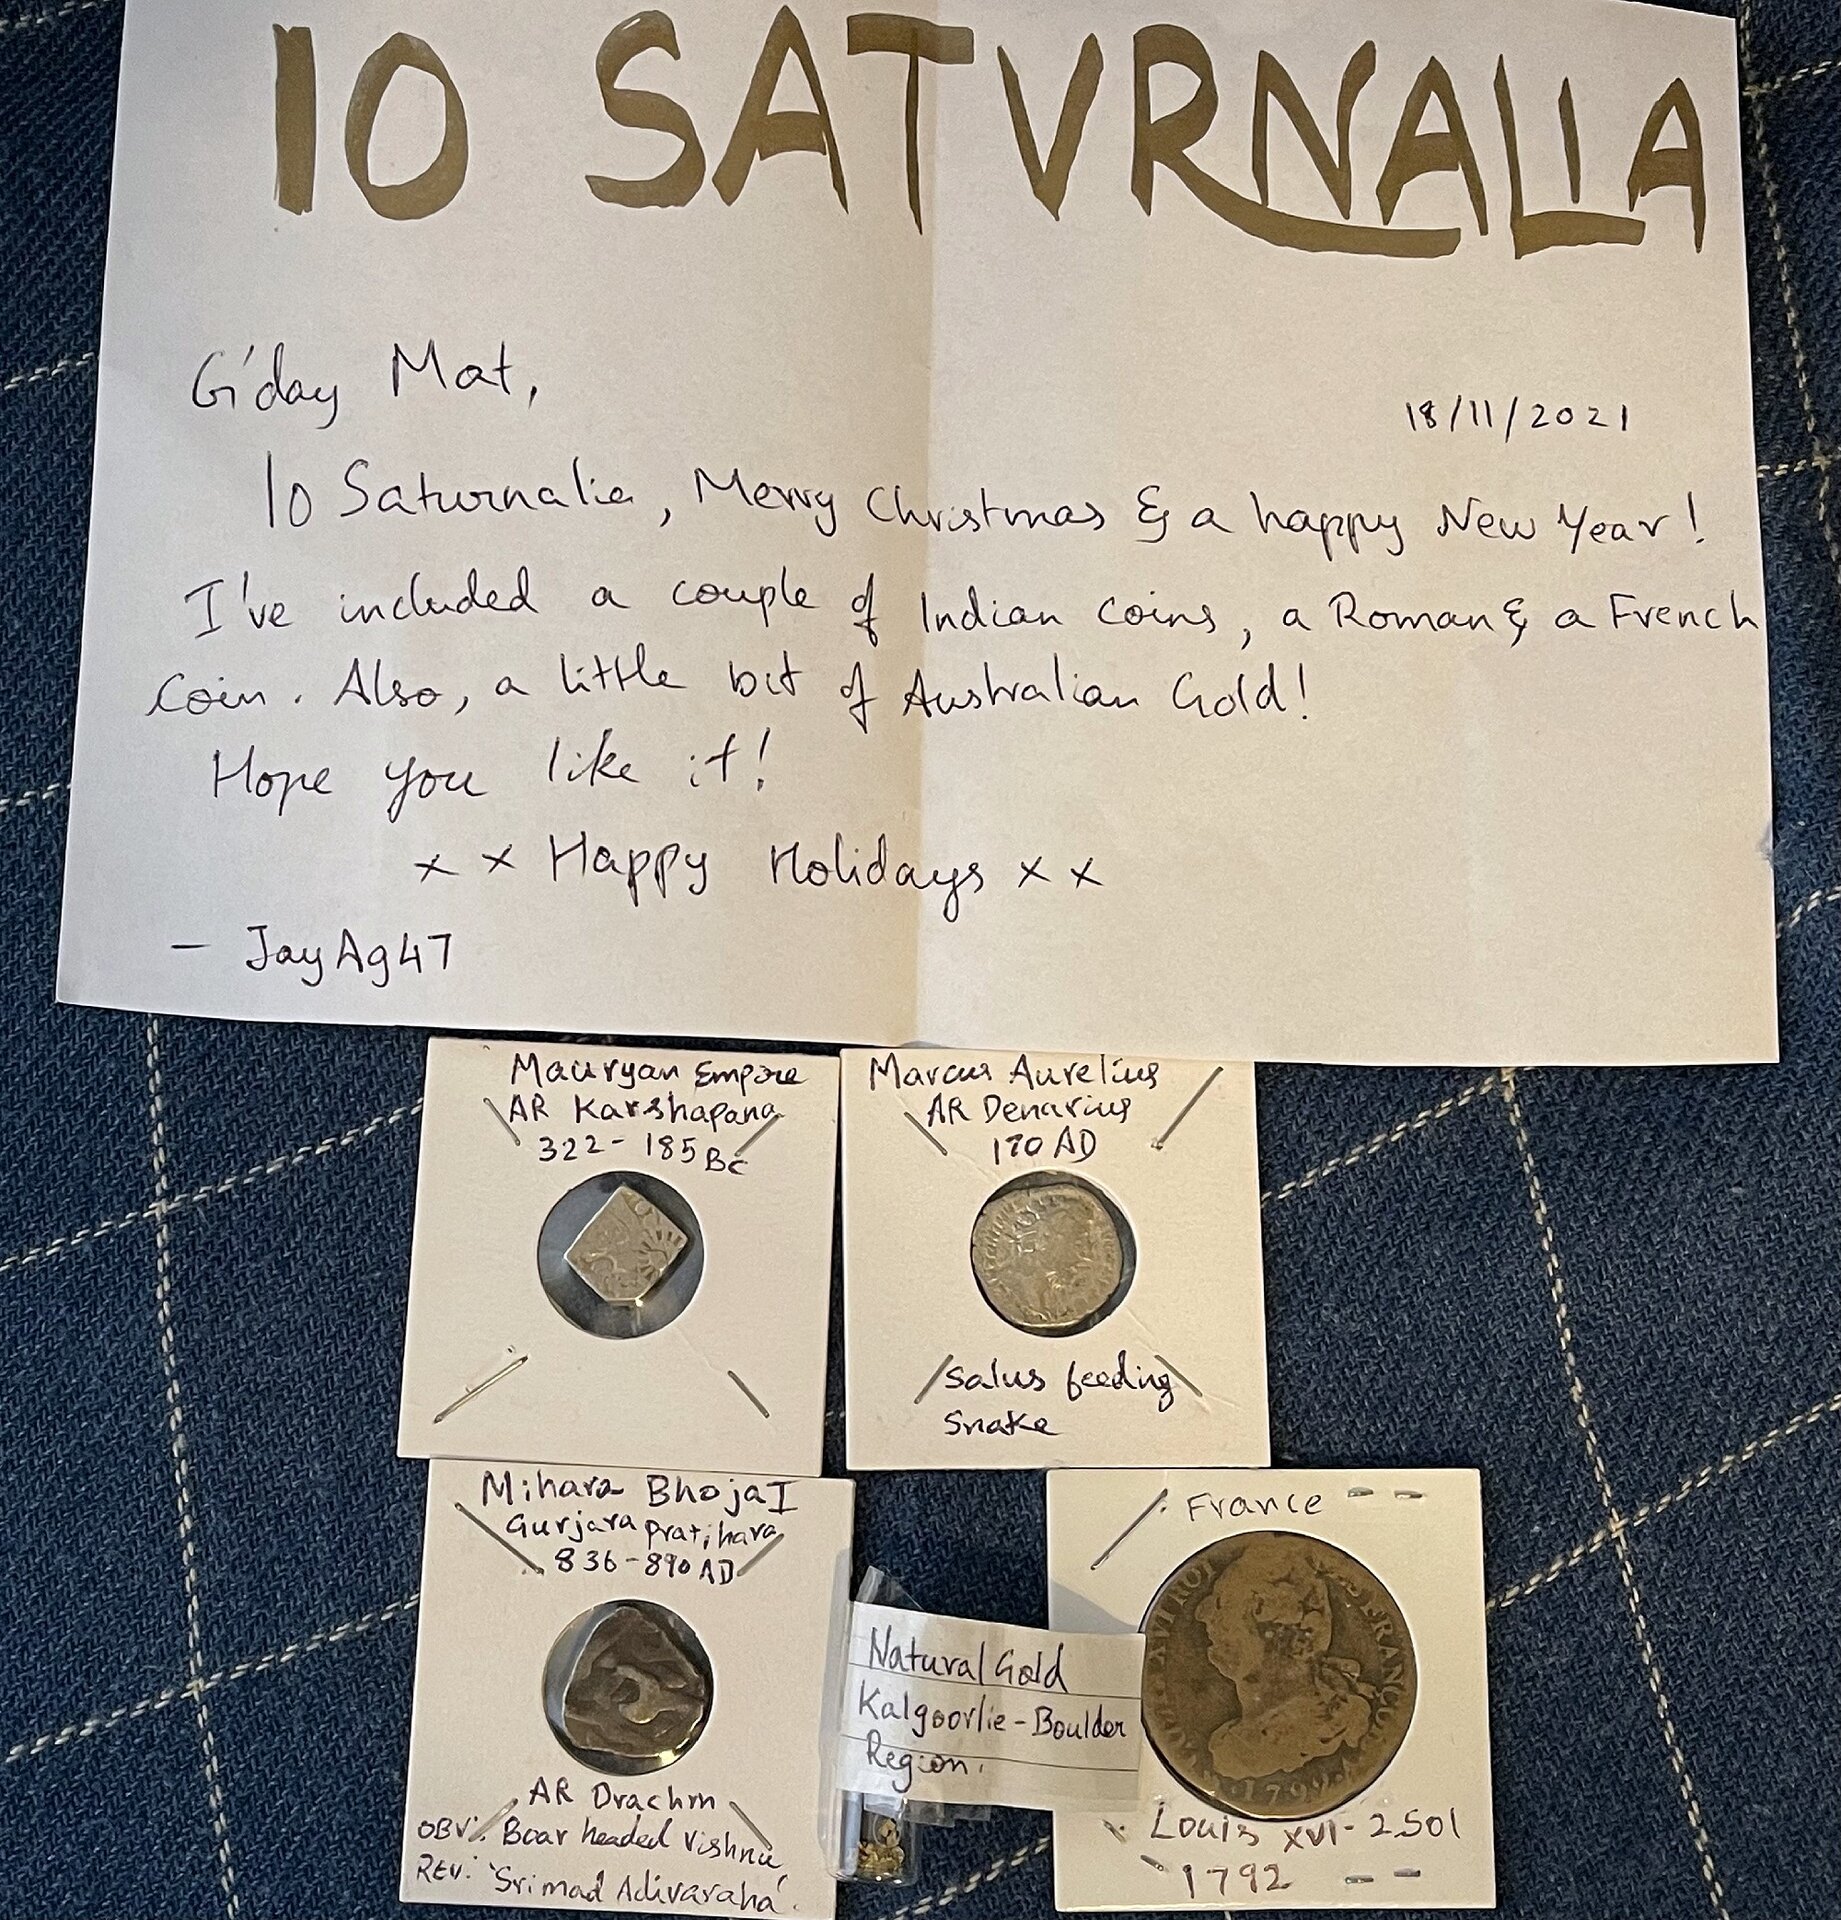 IO SATVRNALIA
G'day Mat,
18/11/2021
Io Saturnalia, Merry Christmas & a happy New Year!
I've included a couple of Indian coins, a Roman & a French
coin. Also, a little bit of Australian Gold!
Hope you like it!
x x Happy Holidays x x
- JayAg47
Mauryan Empire
AR Karshapana
322-185 BC
Marcus Aurelius
AR Denarius
170 AD
Salus feeding
Snake
Mihara Bhoja I
Gurjara Pratihara
836-890 AD
AR Drachm
OBV: Boar headed Vishnu
REV: 'Srimad Adivaraha'.
Natural Gold
Kalgoorlie-Boulder
Region.
France
FRANÇOIS
1792
Louis XVI - 2 Sol
1792